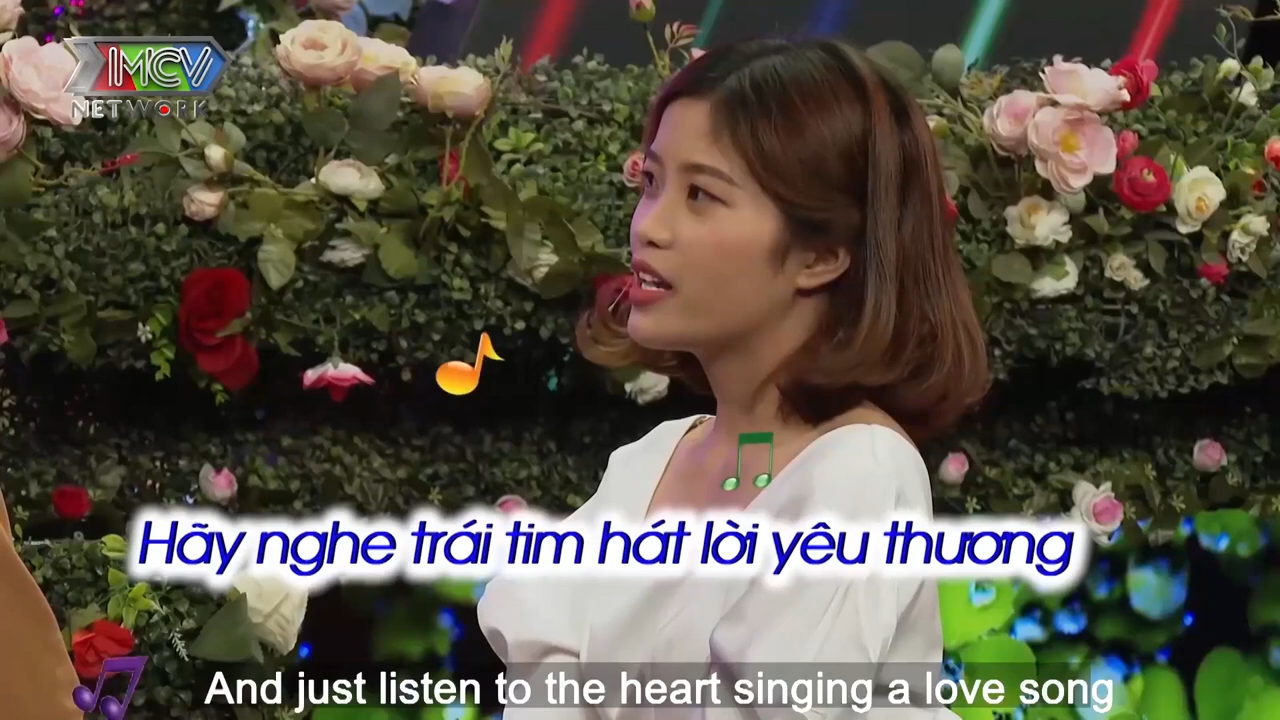 MCV
NETWORK
Hãy nghe trái tim hát lời yêu thương
And just listen to the heart singing a love song